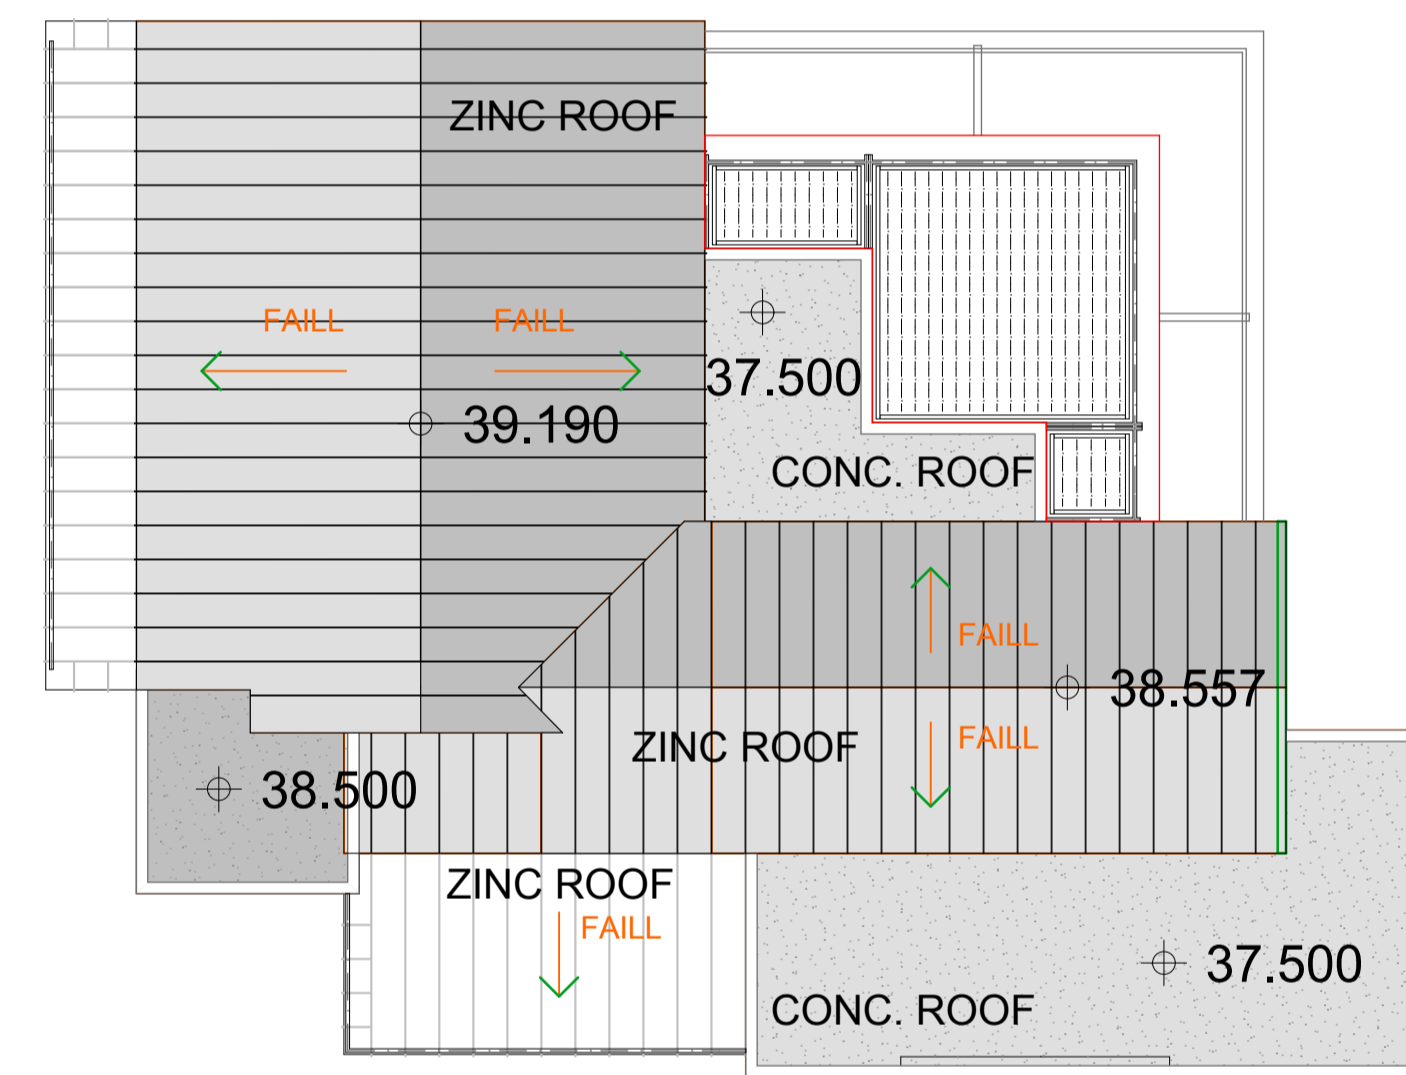 ZINC ROOF
FAILL
FAILL
37.500
39.190
CONC. ROOF
FAILL
38.557
FAILL
ZINC ROOF
38.500
ZINC ROOF
FAILL
37.500
CONC. ROOF